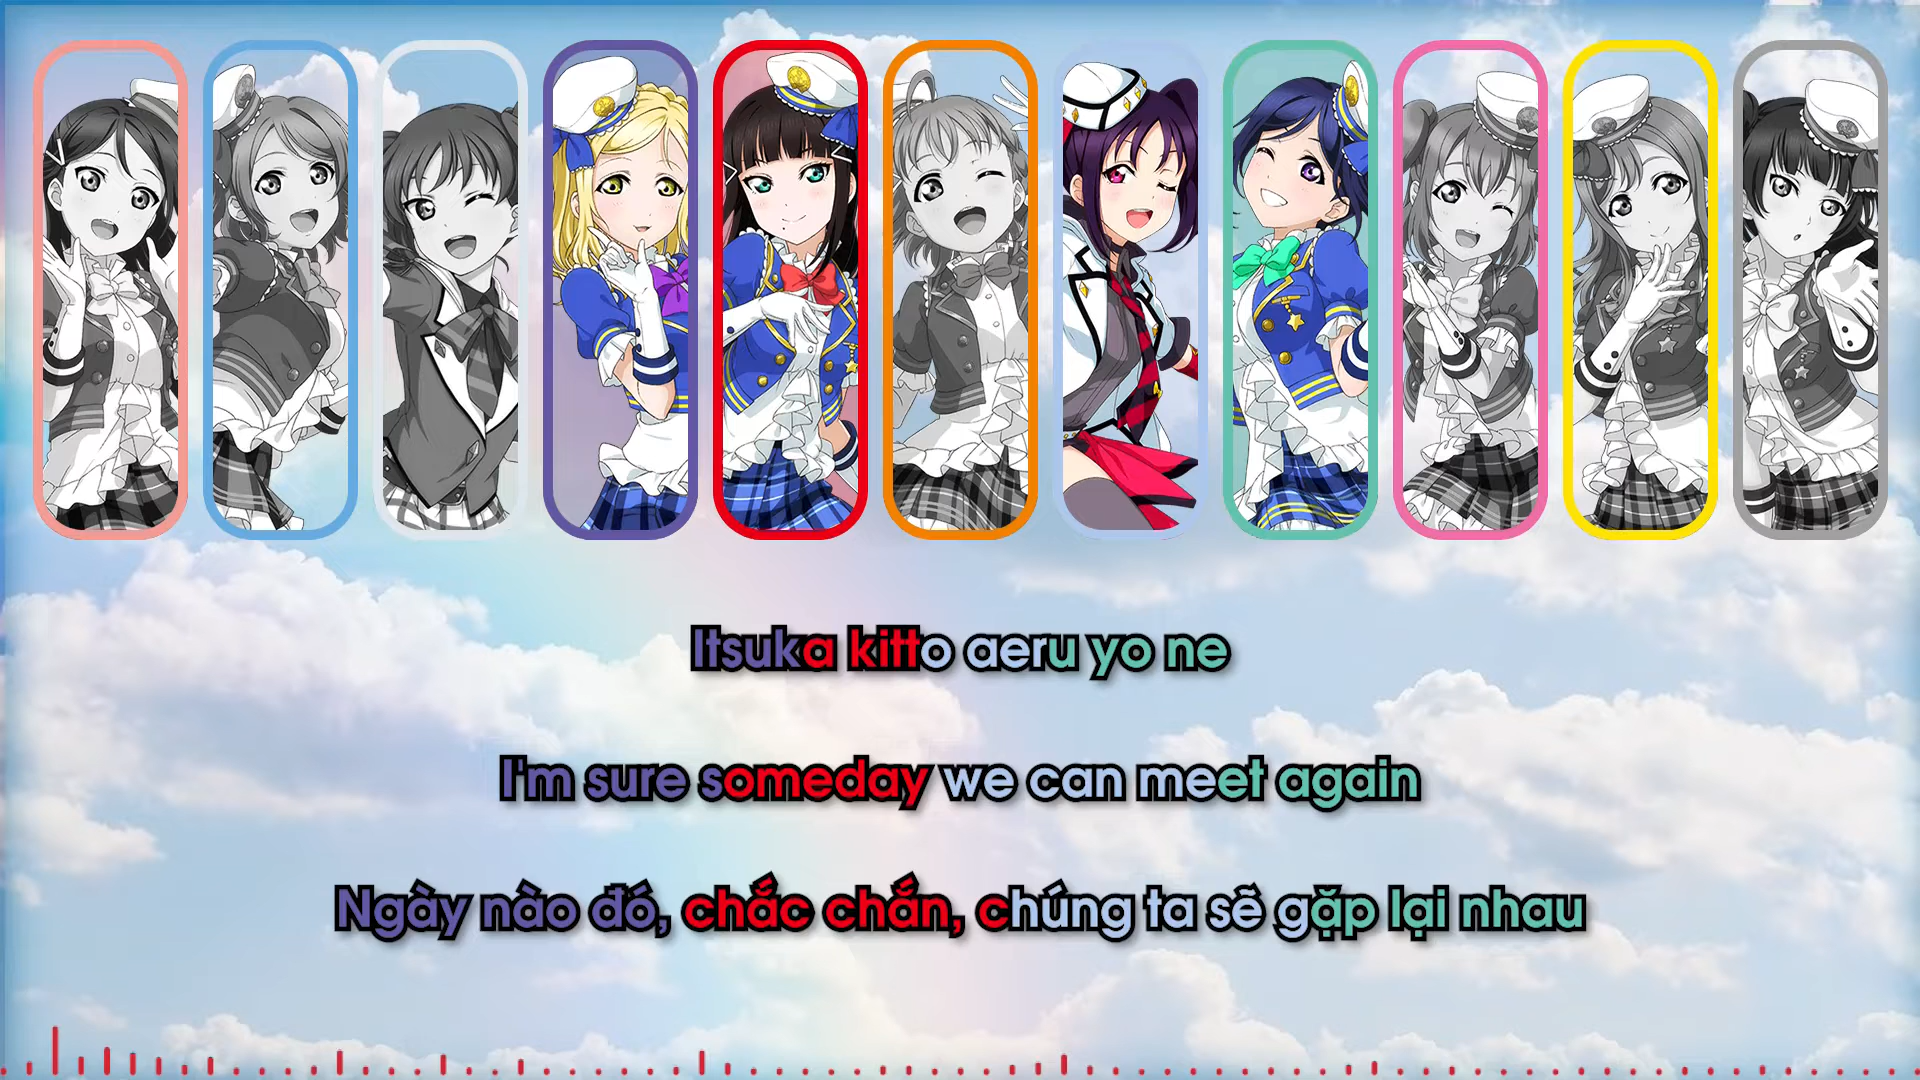 Itsuka kitto aeru yo ne
I'm sure someday we can meet again
Ngày nào đó, chắc chắn, chúng ta sẽ gặp lại nhau